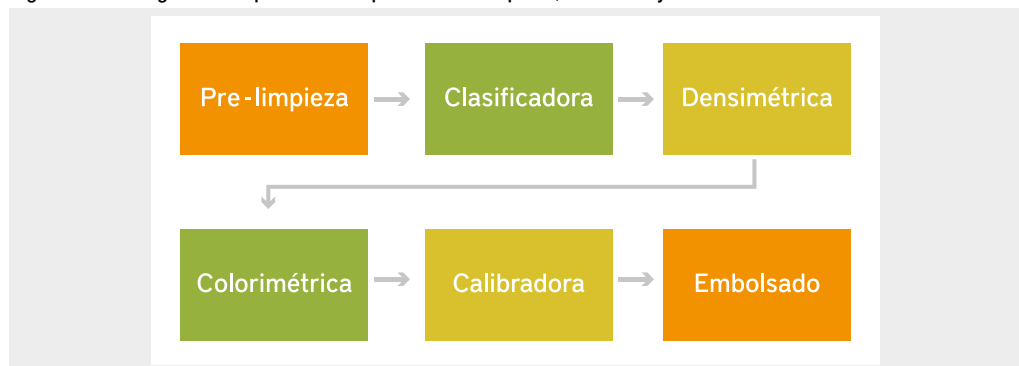 Pre-limpieza
Clasificadora
Densimétrica
Colorimétrica
Calibradora
Embolsado